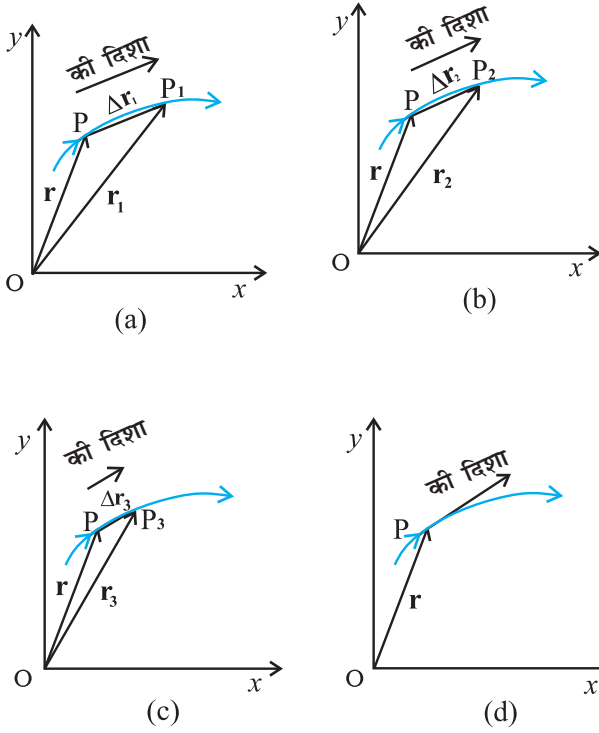 y
की दिशा
Δr₁
P P₁
r
r₁
O
x
(a)
y
की दिशा
Δr₂
P P₂
r
r₂
O
x
(b)
y
की दिशा
Δr₃
P P₃
r
r₃
O
x
(c)
y
की दिशा
P
r
O
x
(d)